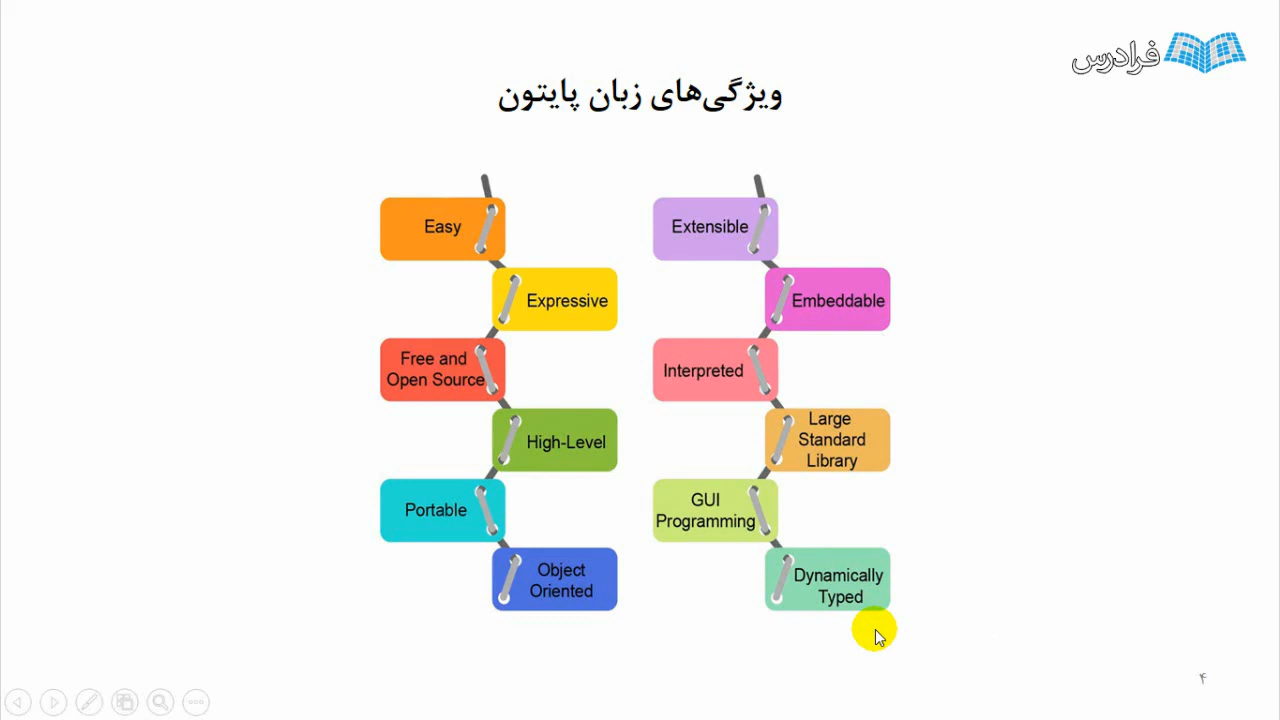 فرادرس
ویژگی‌های زبان پایتون
Easy
Expressive
Free and
Open Source
High-Level
Portable
Object
Oriented
Extensible
Embeddable
Interpreted
Large
Standard
Library
GUI
Programming
Dynamically
Typed
۴